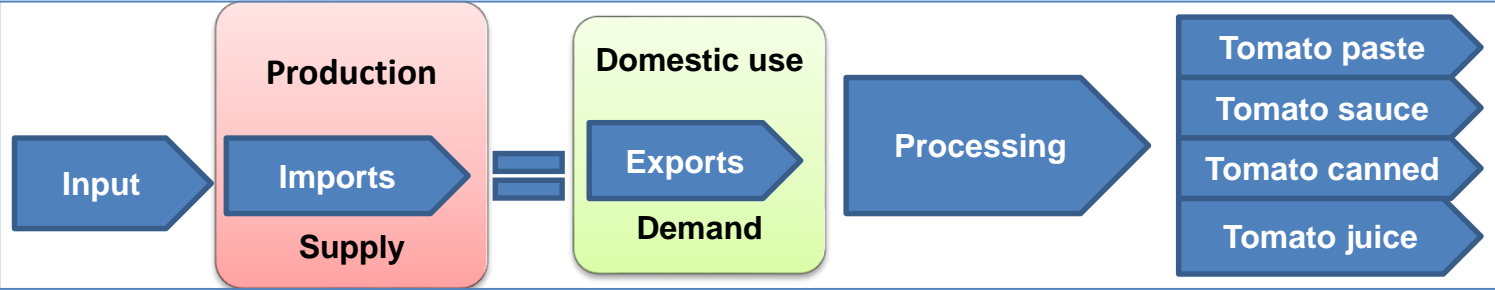 Input
Production
Imports
Supply
Domestic use
Exports
Demand
Processing
Tomato paste
Tomato sauce
Tomato canned
Tomato juice